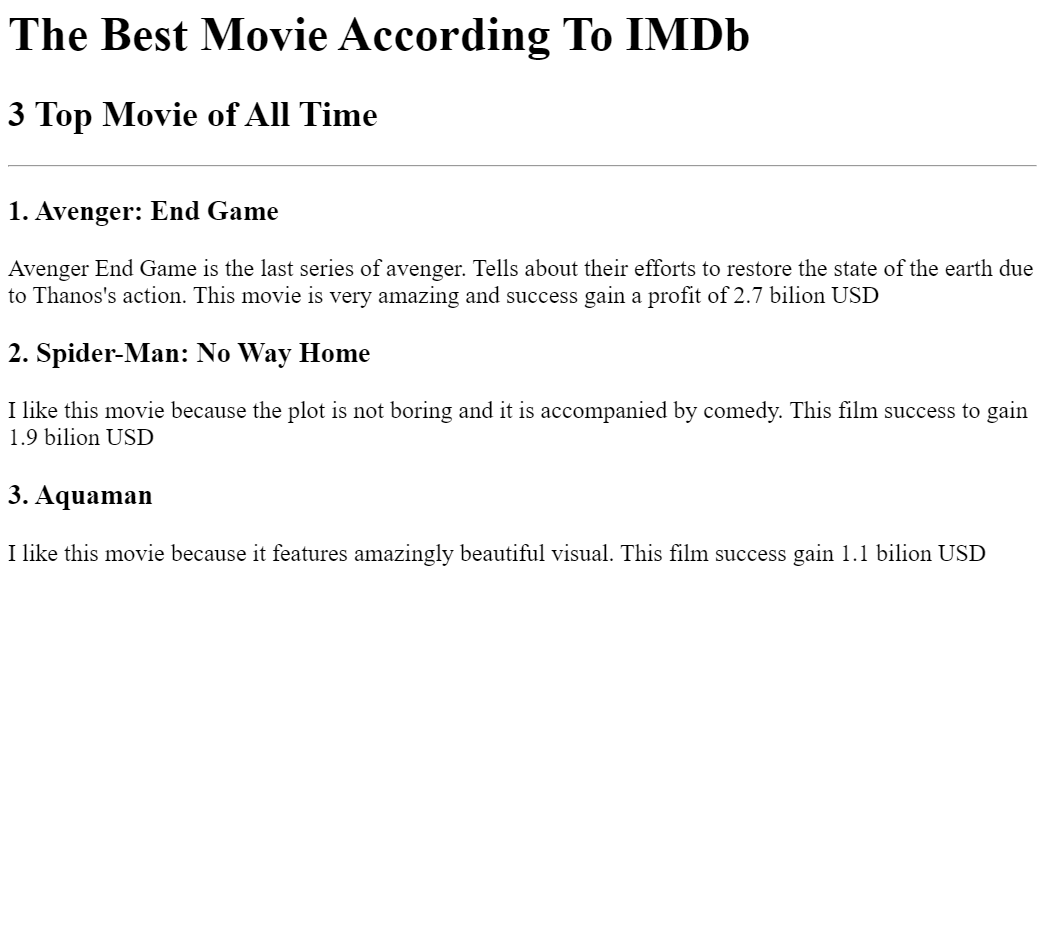 The Best Movie According To IMDb
3 Top Movie of All Time
1. Avenger: End Game
Avenger End Game is the last series of avenger. Tells about their efforts to restore the state of the earth due
to Thanos's action. This movie is very amazing and success gain a profit of 2.7 bilion USD
2. Spider-Man: No Way Home
I like this movie because the plot is not boring and it is accompanied by comedy. This film success to gain
1.9 bilion USD
3. Aquaman
I like this movie because it features amazingly beautiful visual. This film success gain 1.1 bilion USD